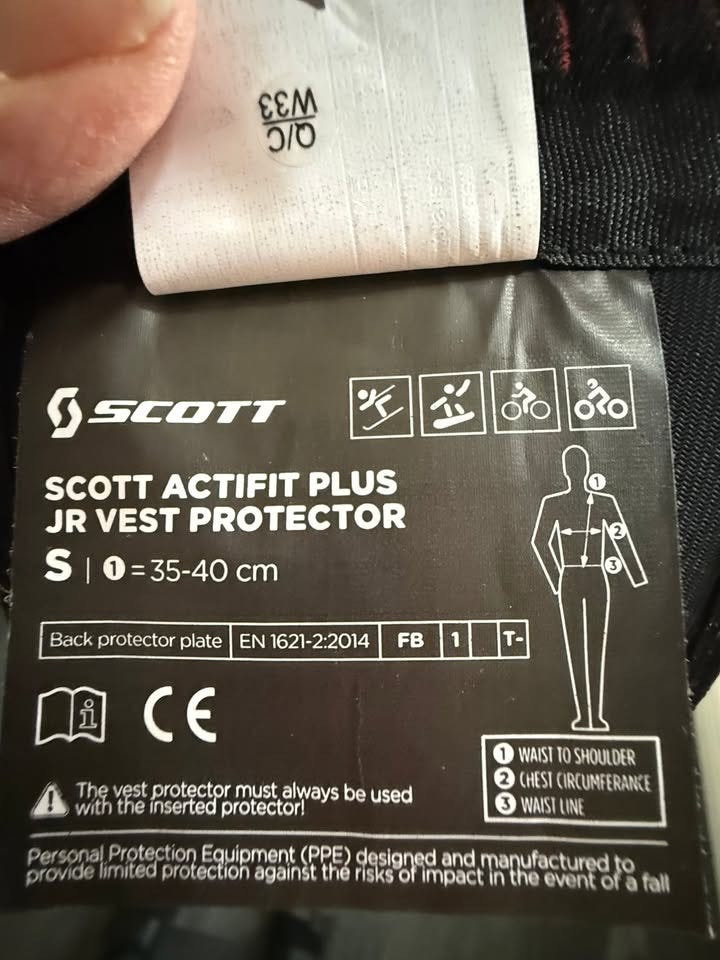 Q/C
W33
SCOTT
SCOTT ACTIFIT PLUS
JR VEST PROTECTOR
S | 1 = 35-40 cm
Back protector plate | EN 1621-2:2014 | FB | 1 | | T-
i
CE
1
2
3
1 WAIST TO SHOULDER
2 CHEST CIRCUMFERANCE
3 WAIST LINE
! The vest protector must always be used
with the inserted protector!
Personal Protection Equipment (PPE) designed and manufactured to
provide limited protection against the risks of impact in the event of a fall